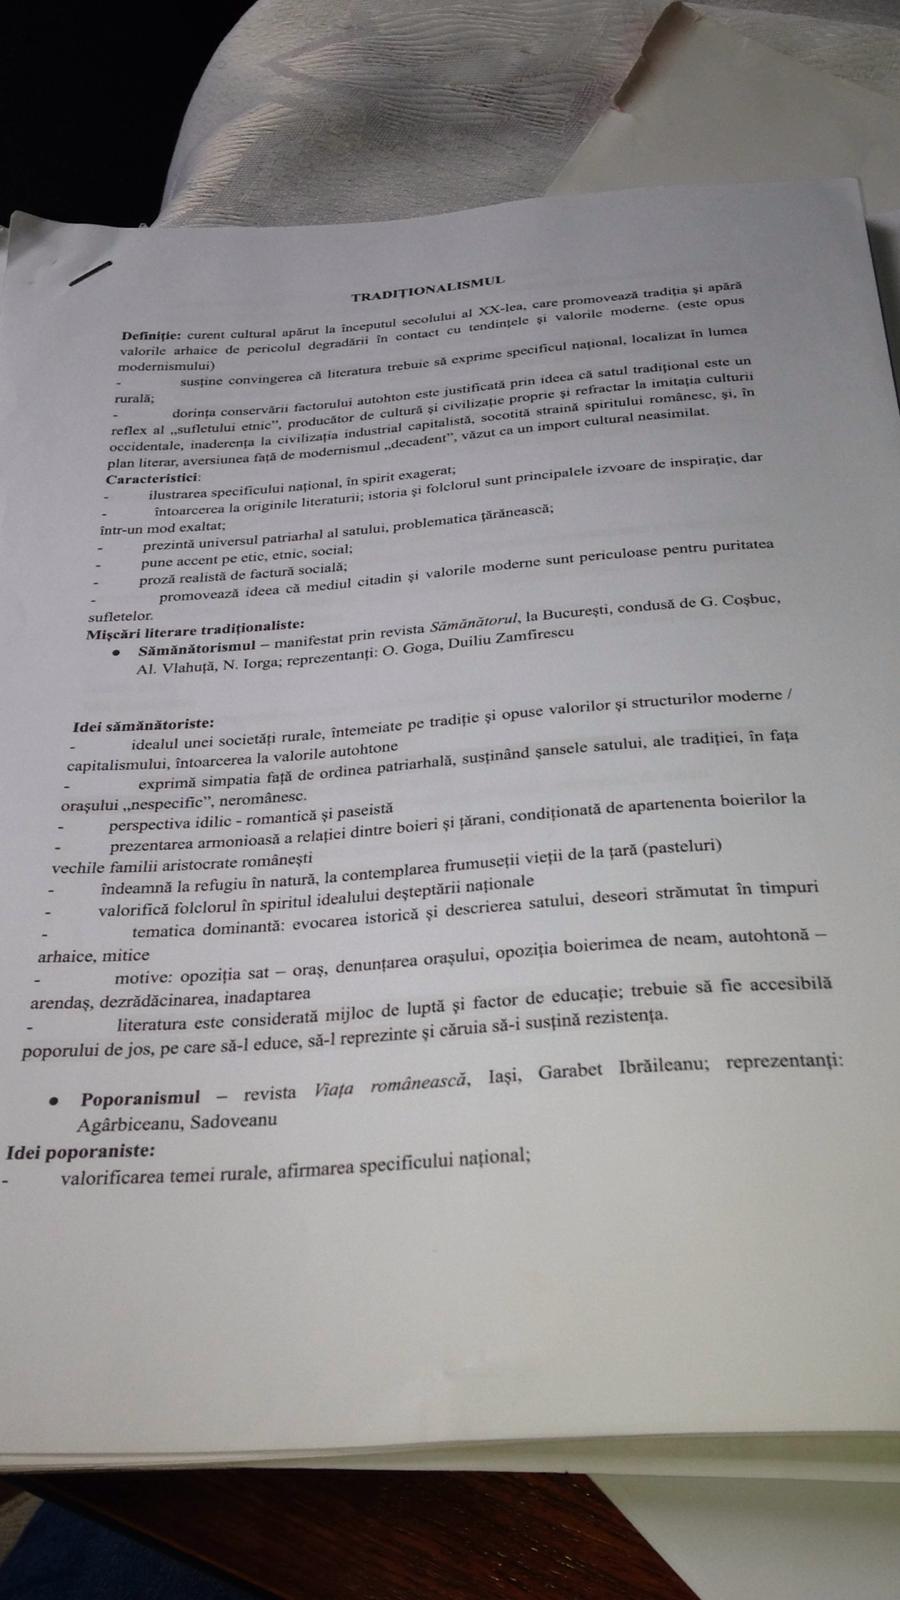 TRADIȚIONALISMUL
Definiție: curent cultural apărut la începutul secolului al XX-lea, care promovează tradiția și apără
valorile arhaice de pericolul degradării în contact cu tendințele și valorile moderne. (este opus
modernismului)
- susține convingerea că literatura trebuie să exprime specificul național, localizat în lumea
rurală;
- dorința conservării factorului autohton este justificată prin ideea că satul tradițional este un
reflex al „sufletului etnic”, producător de cultură și civilizație proprie și refractar la imitația culturii
occidentale, inaderența la civilizația industrial capitalistă, socotită straină spiritului românesc, și, în
plan literar, aversiunea față de modernismul „decadent”, văzut ca un import cultural neasimilat.
Caracteristici:
- ilustrarea specificului național, în spirit exagerat;
- întoarcerea la originile literaturii; istoria și folclorul sunt principalele izvoare de inspirație, dar
într-un mod exaltat;
- prezintă universul patriarhal al satului, problematica țărănească;
- pune accent pe etic, etnic, social;
- proză realistă de factură socială;
- promovează ideea că mediul citadin și valorile moderne sunt periculoase pentru puritatea
sufletelor.
Mișcări literare tradiționaliste:
• Sămănătorismul – manifestat prin revista Sămănătorul, la București, condusă de G. Coșbuc,
Al. Vlahuță, N. Iorga; reprezentanți: O. Goga, Duiliu Zamfirescu
Idei sămănătoriste:
- idealul unei societăți rurale, întemeiate pe tradiție și opuse valorilor și structurilor moderne /
capitalismului, întoarcerea la valorile autohtone
- exprimă simpatia față de ordinea patriarhală, susținând șansele satului, ale tradiției, în fața
orașului „nespecific”, neromânesc.
- perspectiva idilic - romantică și paseistă
- prezentarea armonioasă a relației dintre boieri și țărani, condiționată de apartenenta boierilor la
vechile familii aristocrate românești
- îndeamnă la refugiu în natură, la contemplarea frumuseții vieții de la țară (pasteluri)
- valorifică folclorul în spiritul idealului deșteptării naționale
- tematica dominantă: evocarea istorică și descrierea satului, deseori strămutat în timpuri
arhaice, mitice
- motive: opoziția sat – oraș, denunțarea orașului, opoziția boierimea de neam, autohtonă –
arendaș, dezrădăcinarea, inadaptarea
- literatura este considerată mijloc de luptă și factor de educație; trebuie să fie accesibilă
poporului de jos, pe care să-l educe, să-l reprezinte și căruia să-i susțină rezistența.
• Poporanismul – revista Viața românească, Iași, Garabet Ibrăileanu; reprezentanți:
Agârbiceanu, Sadoveanu
Idei poporaniste:
- valorificarea temei rurale, afirmarea specificului național;